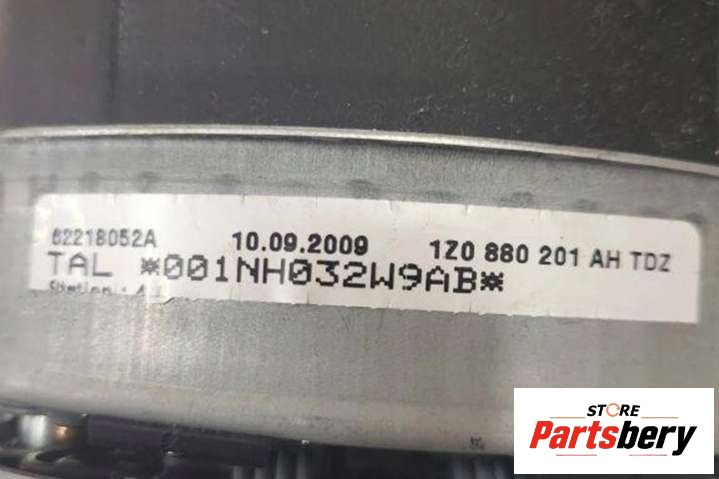 62218052A 10.09.2009 1Z0 880 201 AH TDZ
TAL *001NH032W9AB*
STORE
Partsbery